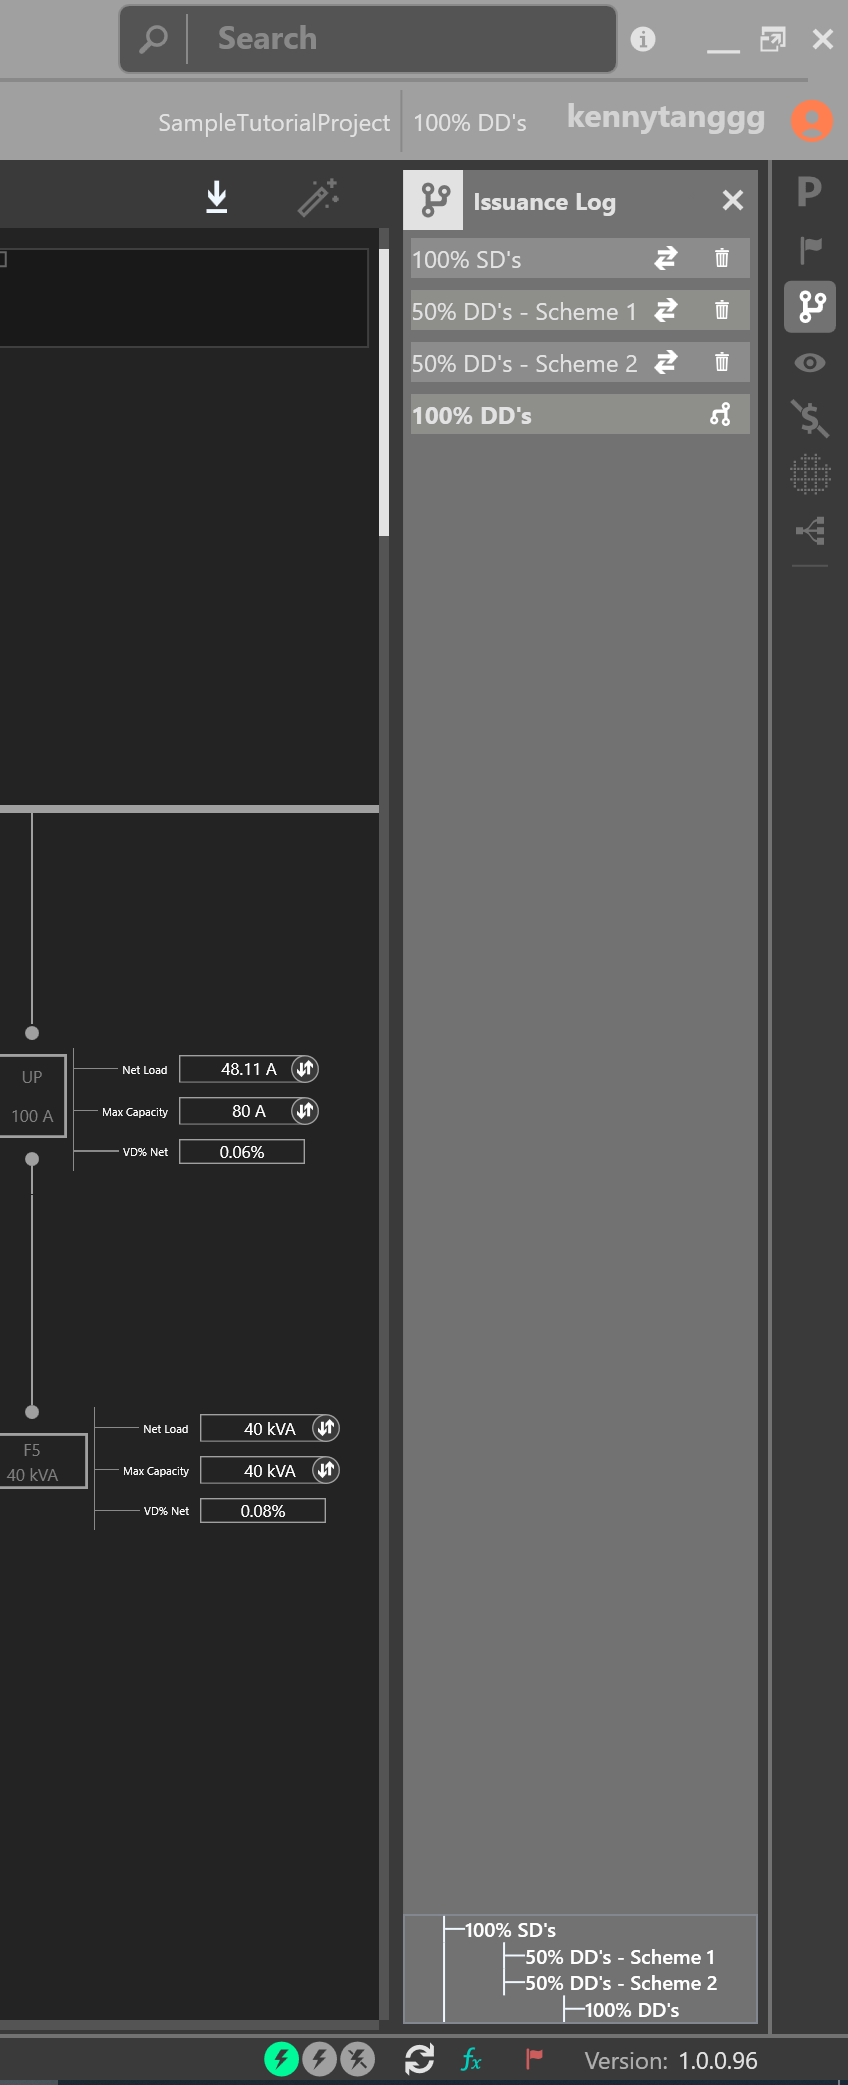 Search
SampleTutorialProject
100% DD's
kennytanggg
Issuance Log
100% SD's
50% DD's - Scheme 1
50% DD's - Scheme 2
100% DD's
P
UP
100 A
Net Load 48.11 A
Max Capacity 80 A
VD% Net 0.06%
F5
40 kVA
Net Load 40 kVA
Max Capacity 40 kVA
VD% Net 0.08%
100% SD's
50% DD's - Scheme 1
50% DD's - Scheme 2
100% DD's
fx
Version: 1.0.0.96